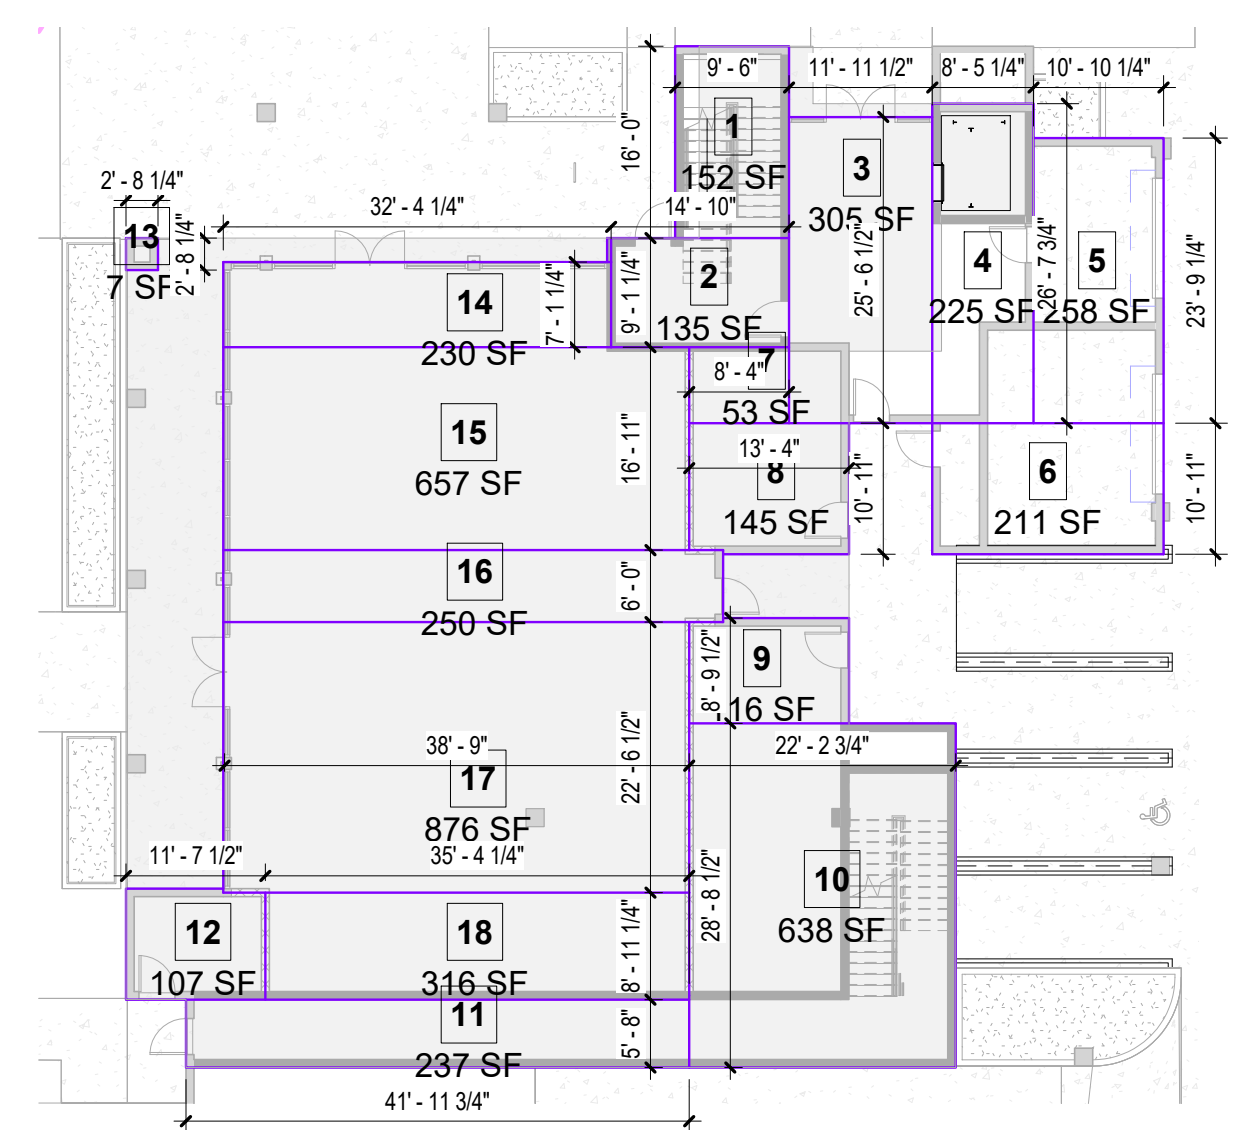 9' - 6"
11' - 11 1/2"
8' - 5 1/4"
10' - 10 1/4"
16' - 0"
1
152 SF
3
305 SF
25' - 6 1/2"
4
225 SF
26' - 7 3/4"
5
258 SF
23' - 9 1/4"
2' - 8 1/4"
13
7 SF
2' - 8 1/4"
32' - 4 1/4"
14' - 10"
14
230 SF
7' - 1 1/4"
9' - 1 1/4"
2
135 SF
7
8' - 4"
53 SF
15
657 SF
16' - 11"
13' - 4"
8
145 SF
10' - 11"
6
211 SF
10' - 11"
16
250 SF
6' - 0"
9
8' - 9 1/2"
16 SF
38' - 9"
22' - 2 3/4"
17
876 SF
22' - 6 1/2"
11' - 7 1/2"
35' - 4 1/4"
10
638 SF
28' - 8 1/2"
12
107 SF
18
316 SF
8' - 11 1/4"
11
237 SF
5' - 8"
41' - 11 3/4"